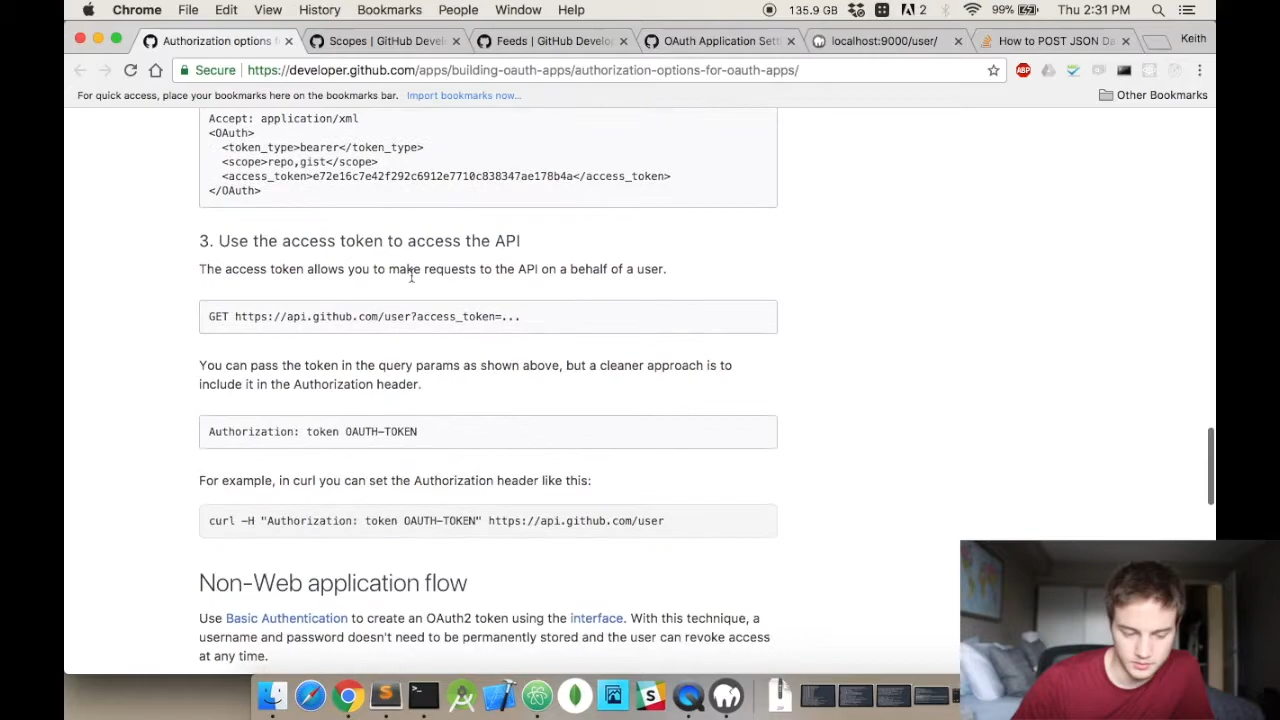 Chrome File Edit View History Bookmarks People Window Help 135.9 GB 2 99% Thu 2:31 PM
Authorization options f Scopes | GitHub Devel Feeds | GitHub Develo OAuth Application Sett localhost:9000/user/ How to POST JSON Da Keith
Secure https://developer.github.com/apps/building-oauth-apps/authorization-options-for-oauth-apps/ ABP
For quick access, place your bookmarks here on the bookmarks bar. Import bookmarks now... Other Bookmarks
Accept: application/xml
<OAuth>
<token_type>bearer</token_type>
<scope>repo,gist</scope>
<access_token>e72e16c7e42f292c6912e7710c838347ae178b4a</access_token>
</OAuth>
3. Use the access token to access the API
The access token allows you to make requests to the API on a behalf of a user.
GET https://api.github.com/user?access_token=...
You can pass the token in the query params as shown above, but a cleaner approach is to
include it in the Authorization header.
Authorization: token OAUTH-TOKEN
For example, in curl you can set the Authorization header like this:
curl -H "Authorization: token OAUTH-TOKEN" https://api.github.com/user
Non-Web application flow
Use Basic Authentication to create an OAuth2 token using the interface. With this technique, a
username and password doesn't need to be permanently stored and the user can revoke access
at any time.